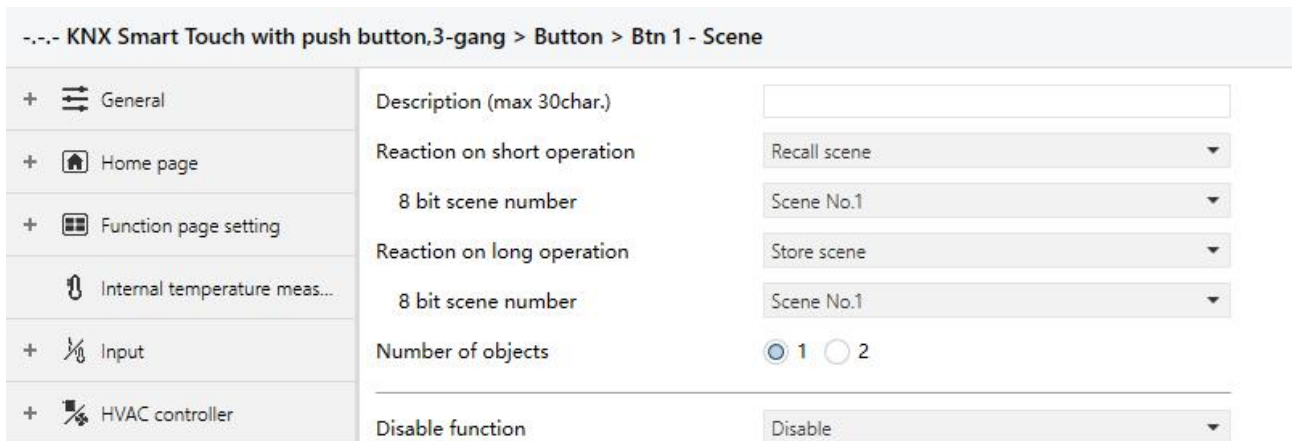 -.-.- KNX Smart Touch with push button,3-gang > Button > Btn 1 - Scene
+ General
+ Home page
+ Function page setting
Internal temperature meas...
+ Input
+ HVAC controller
Description (max 30char.)
Reaction on short operation Recall scene
8 bit scene number Scene No.1
Reaction on long operation Store scene
8 bit scene number Scene No.1
Number of objects 1 2
Disable function Disable